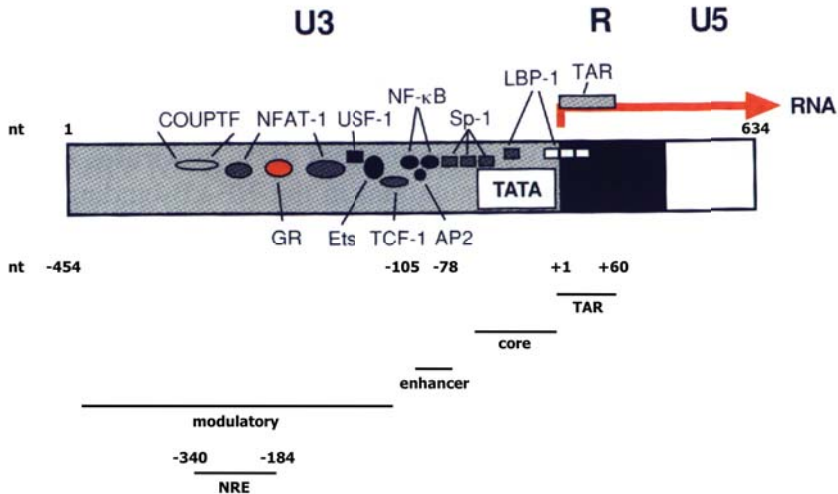 U3 R U5
LBP-1 TAR
NF-κB
COUPTF NFAT-1 USF-1 Sp-1
RNA
nt 1 634
TATA
GR Ets TCF-1 AP2
nt -454 -105 -78 +1 +60
TAR
core
enhancer
modulatory
-340 -184
NRE